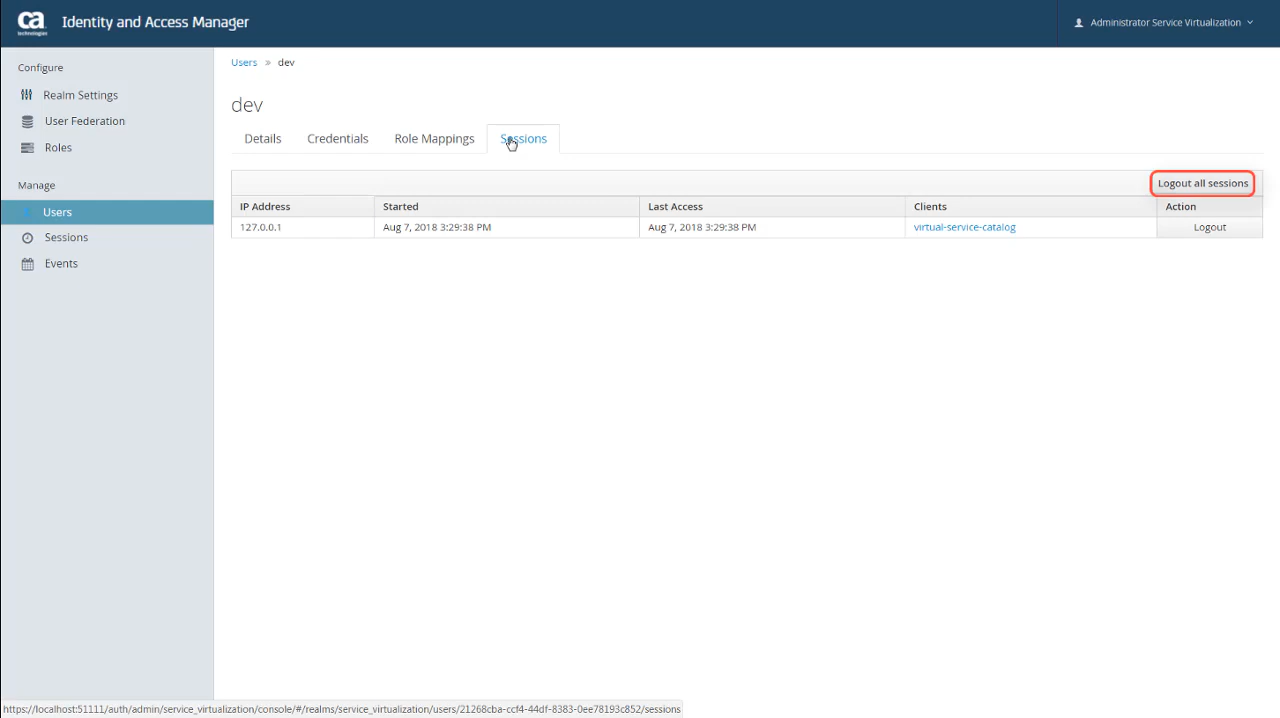 ca
technologies
Identity and Access Manager
Administrator Service Virtualization
Configure
Realm Settings
User Federation
Roles
Manage
Users
Sessions
Events
Users » dev
dev
Details Credentials Role Mappings Sessions
Logout all sessions
IP Address Started Last Access Clients Action
127.0.0.1 Aug 7, 2018 3:29:38 PM Aug 7, 2018 3:29:38 PM virtual-service-catalog Logout
https://localhost:51111/auth/admin/service_virtualization/console/#/realms/service_virtualization/users/21268cba-ccf4-44df-8383-0ee78193c852/sessions